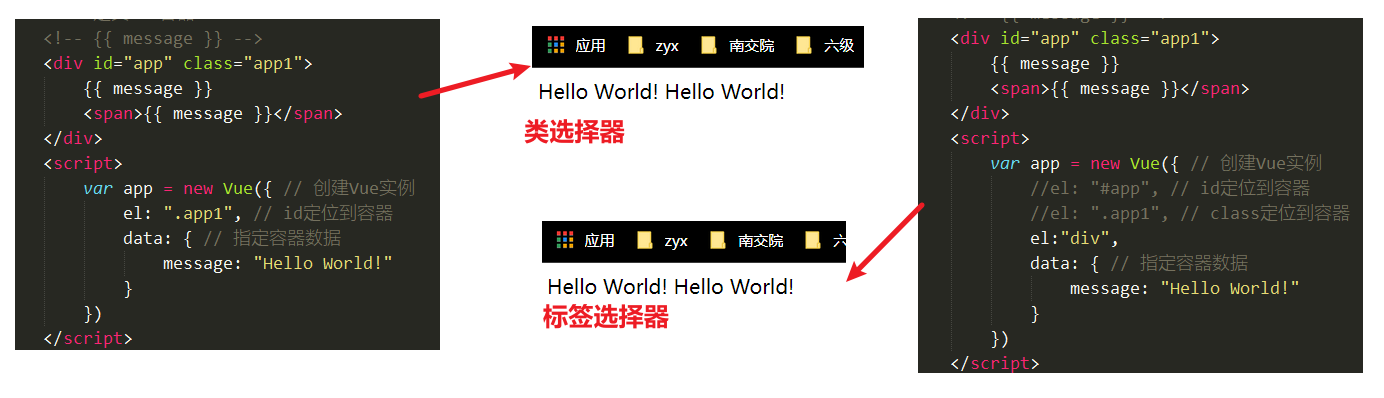 <!-- {{ message }} -->
<div id="app" class="app1">
    {{ message }}
    <span>{{ message }}</span>
</div>
<script>
    var app = new Vue({ // 创建Vue实例
        el: ".app1", // id定位到容器
        data: { // 指定容器数据
            message: "Hello World!"
        }
    })
</script>
应用 zyx 南交院 六级
Hello World! Hello World!
类选择器
应用 zyx 南交院 六
Hello World! Hello World!
标签选择器
<div id="app" class="app1">
    {{ message }}
    <span>{{ message }}</span>
</div>
<script>
    var app = new Vue({ // 创建Vue实例
        //el: "#app", // id定位到容器
        //el: ".app1", // class定位到容器
        el:"div",
        data: { // 指定容器数据
            message: "Hello World!"
        }
    })
</script>